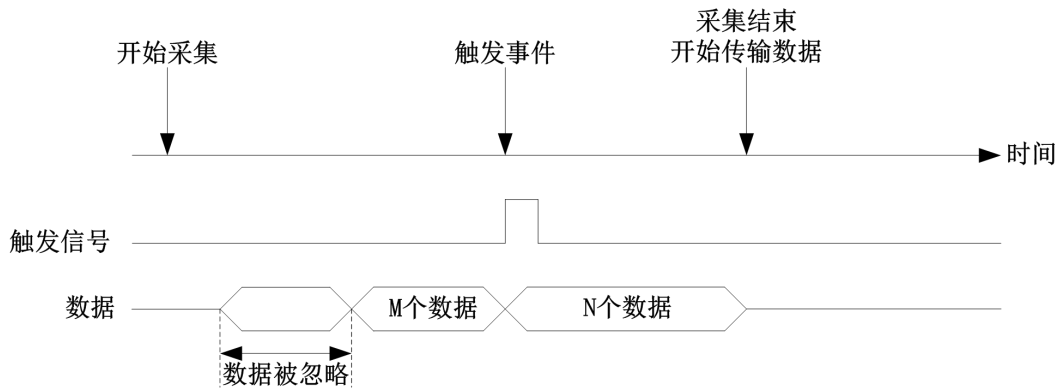 采集结束
开始采集
触发事件
开始传输数据
时间
触发信号
数据
M个数据
N个数据
数据被忽略